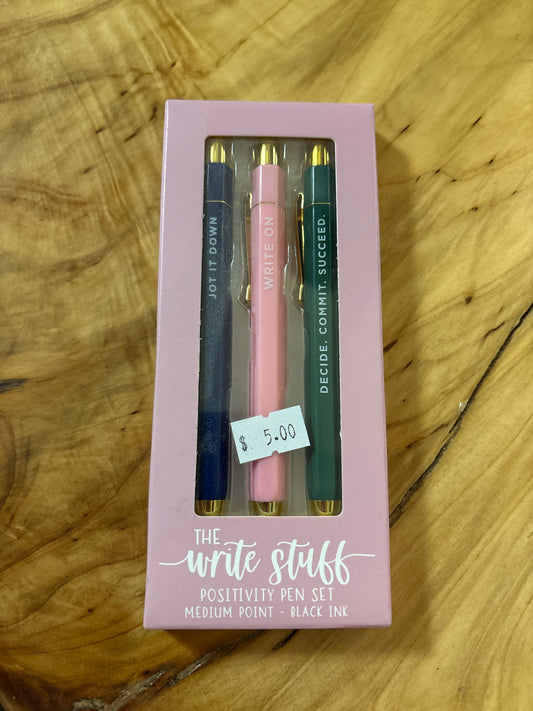 JOT IT DOWN
WRITE ON
DECIDE. COMMIT. SUCCEED.
$ 5.00
THE
write stuff
POSITIVITY PEN SET
MEDIUM POINT - BLACK INK